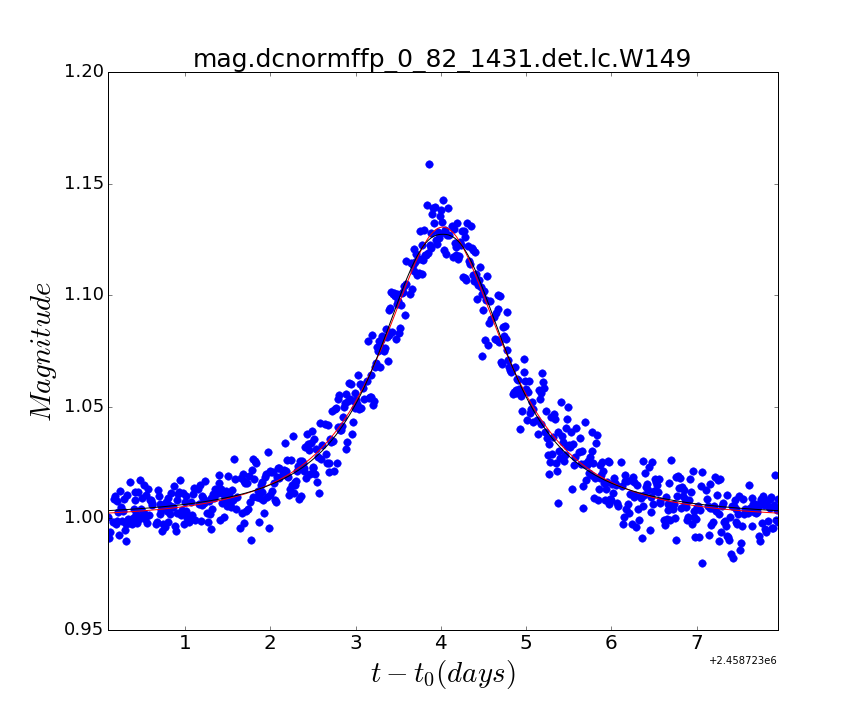 mag.dcnormffp_0_82_1431.det.lc.W149
1.20
1.15
1.10
1.05
1.00
0.95
Magnitude
1 2 3 4 5 6 7
+2.458723e6
t − t₀(days)